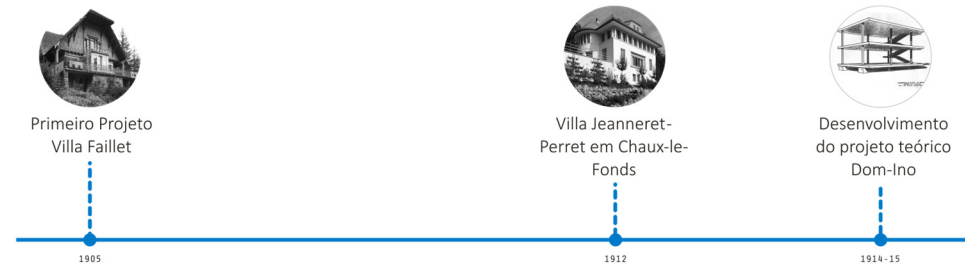 Primeiro Projeto
Villa Faillet
1905
Villa Jeanneret-
Perret em Chaux-le-
Fonds
1912
Desenvolvimento
do projeto teórico
Dom-Ino
1914-15